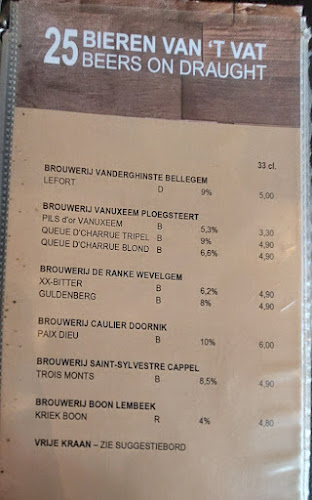 25 BIEREN VAN 'T VAT
BEERS ON DRAUGHT
33 cl.
BROUWERIJ VANDERGHINSTE BELLEGEM
LEFORT D 9% 5,00
BROUWERIJ VANUXEEM PLOEGSTEERT
PILS d'or VANUXEEM B 5,3% 3,30
QUEUE D'CHARRUE TRIPEL B 9% 4,90
QUEUE D'CHARRUE BLOND B 6,6% 4,90
BROUWERIJ DE RANKE WEVELGEM
XX-BITTER B 6,2% 4,90
GULDENBERG B 8% 4,90
BROUWERIJ CAULIER DOORNIK
PAIX DIEU B 10% 6,00
BROUWERIJ SAINT-SYLVESTRE CAPPEL
TROIS MONTS B 8,5% 4,90
BROUWERIJ BOON LEMBEEK
KRIEK BOON R 4% 4,80
VRIJE KRAAN – ZIE SUGGESTIEBORD